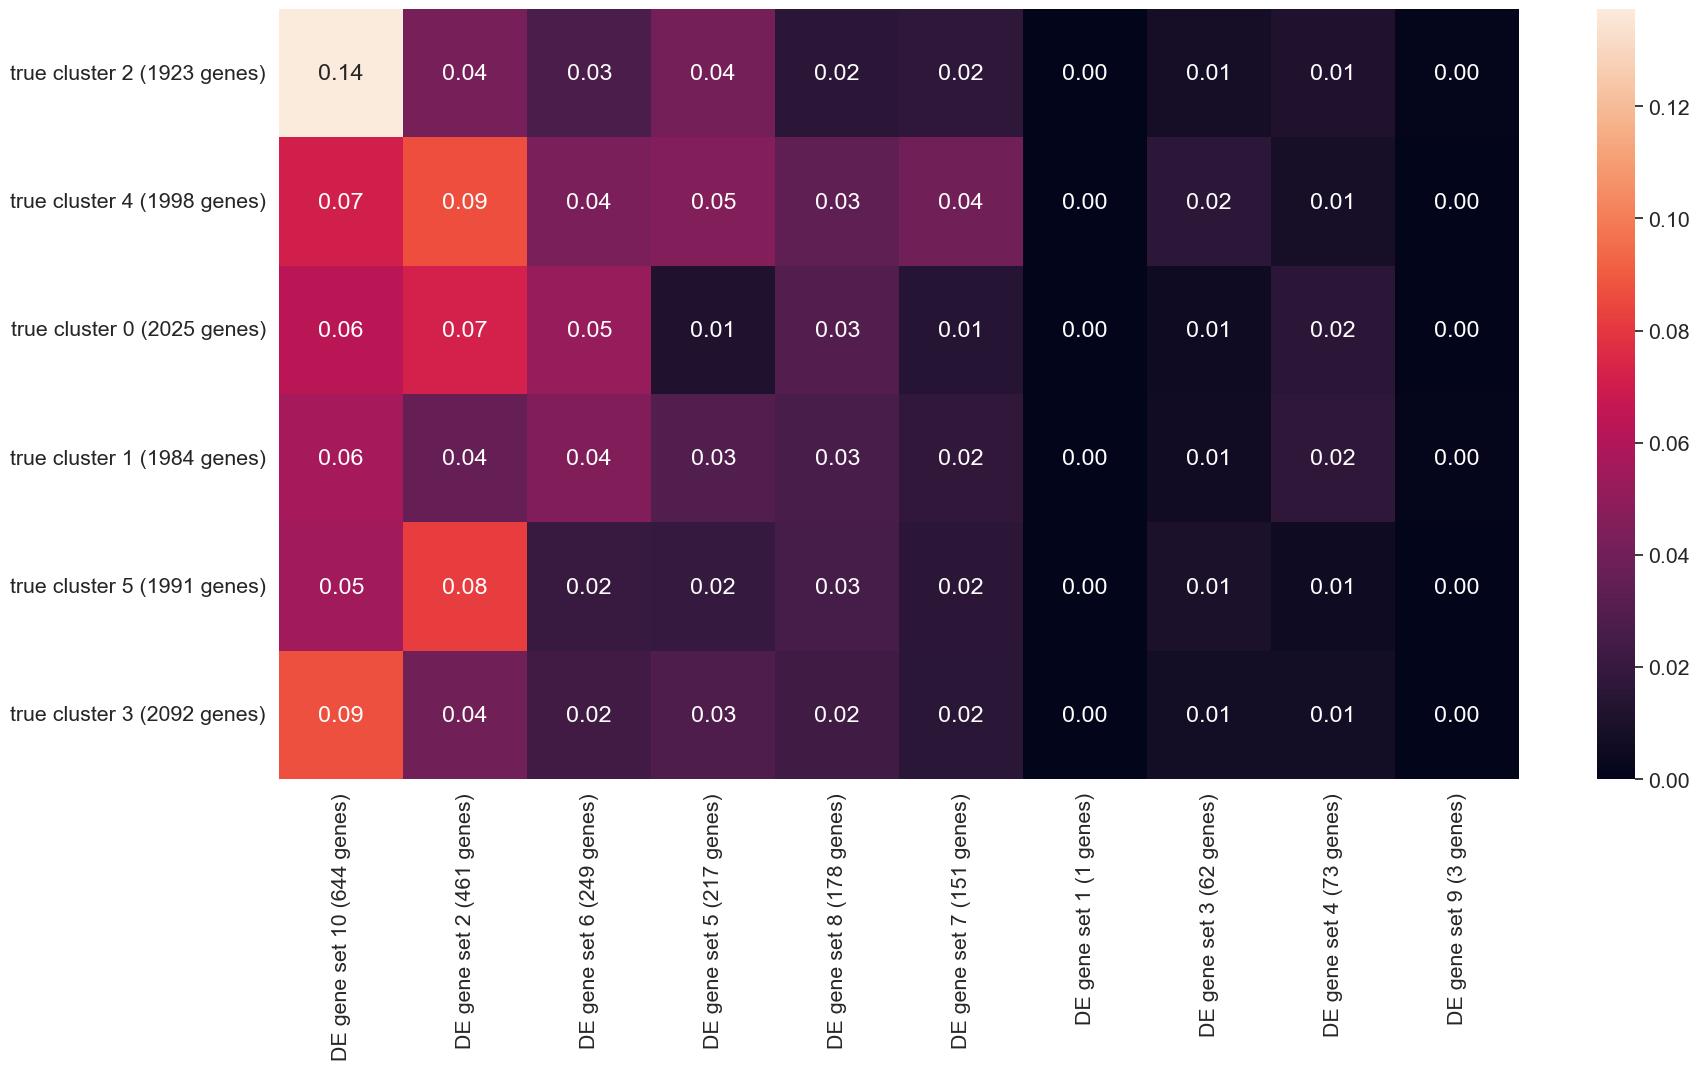 true cluster 2 (1923 genes) 0.14 0.04 0.03 0.04 0.02 0.02 0.00 0.01 0.01 0.00
true cluster 4 (1998 genes) 0.07 0.09 0.04 0.05 0.03 0.04 0.00 0.02 0.01 0.00
true cluster 0 (2025 genes) 0.06 0.07 0.05 0.01 0.03 0.01 0.00 0.01 0.02 0.00
true cluster 1 (1984 genes) 0.06 0.04 0.04 0.03 0.03 0.02 0.00 0.01 0.02 0.00
true cluster 5 (1991 genes) 0.05 0.08 0.02 0.02 0.03 0.02 0.00 0.01 0.01 0.00
true cluster 3 (2092 genes) 0.09 0.04 0.02 0.03 0.02 0.02 0.00 0.01 0.01 0.00
DE gene set 10 (644 genes)
DE gene set 2 (461 genes)
DE gene set 6 (249 genes)
DE gene set 5 (217 genes)
DE gene set 8 (178 genes)
DE gene set 7 (151 genes)
DE gene set 1 (1 genes)
DE gene set 3 (62 genes)
DE gene set 4 (73 genes)
DE gene set 9 (3 genes)
0.12
0.10
0.08
0.06
0.04
0.02
0.00